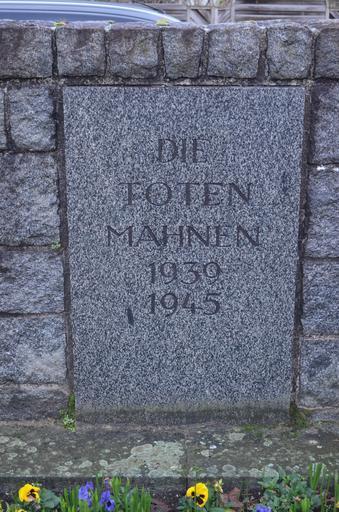 DIE
TOTEN
MAHNEN
1939
1945